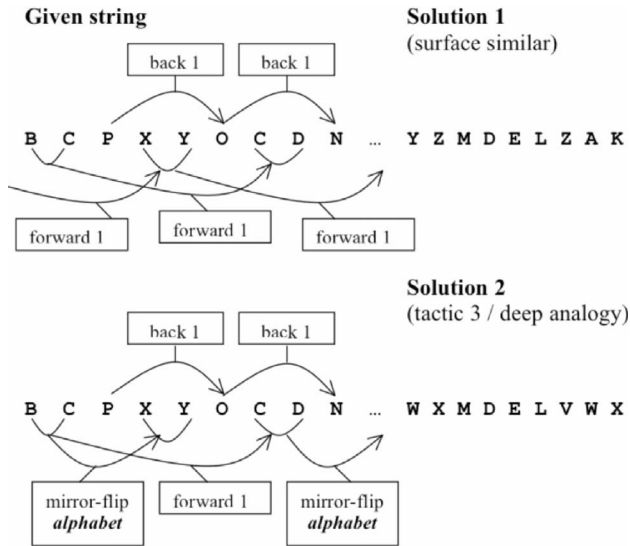 Given string
Solution 1
(surface similar)
back 1
back 1
B C P X Y O C D N ... Y Z M D E L Z A K
forward 1
forward 1
forward 1
Solution 2
(tactic 3 / deep analogy)
back 1
back 1
B C P X Y O C D N ... W X M D E L V W X
mirror-flip
alphabet
forward 1
mirror-flip
alphabet